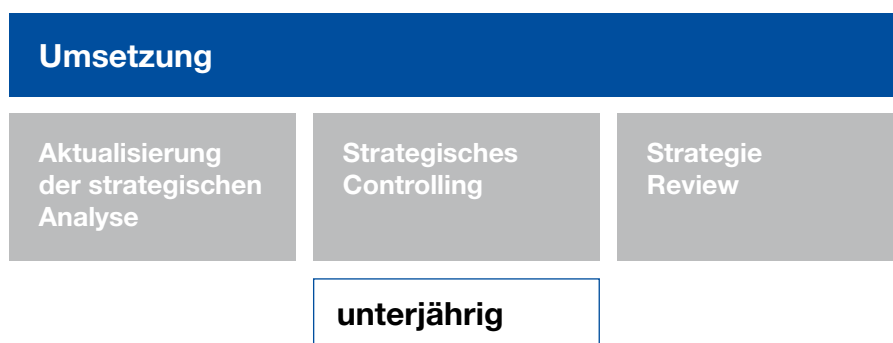 Umsetzung
Aktualisierung
der strategischen
Analyse
Strategisches
Controlling
Strategie
Review
unterjährig